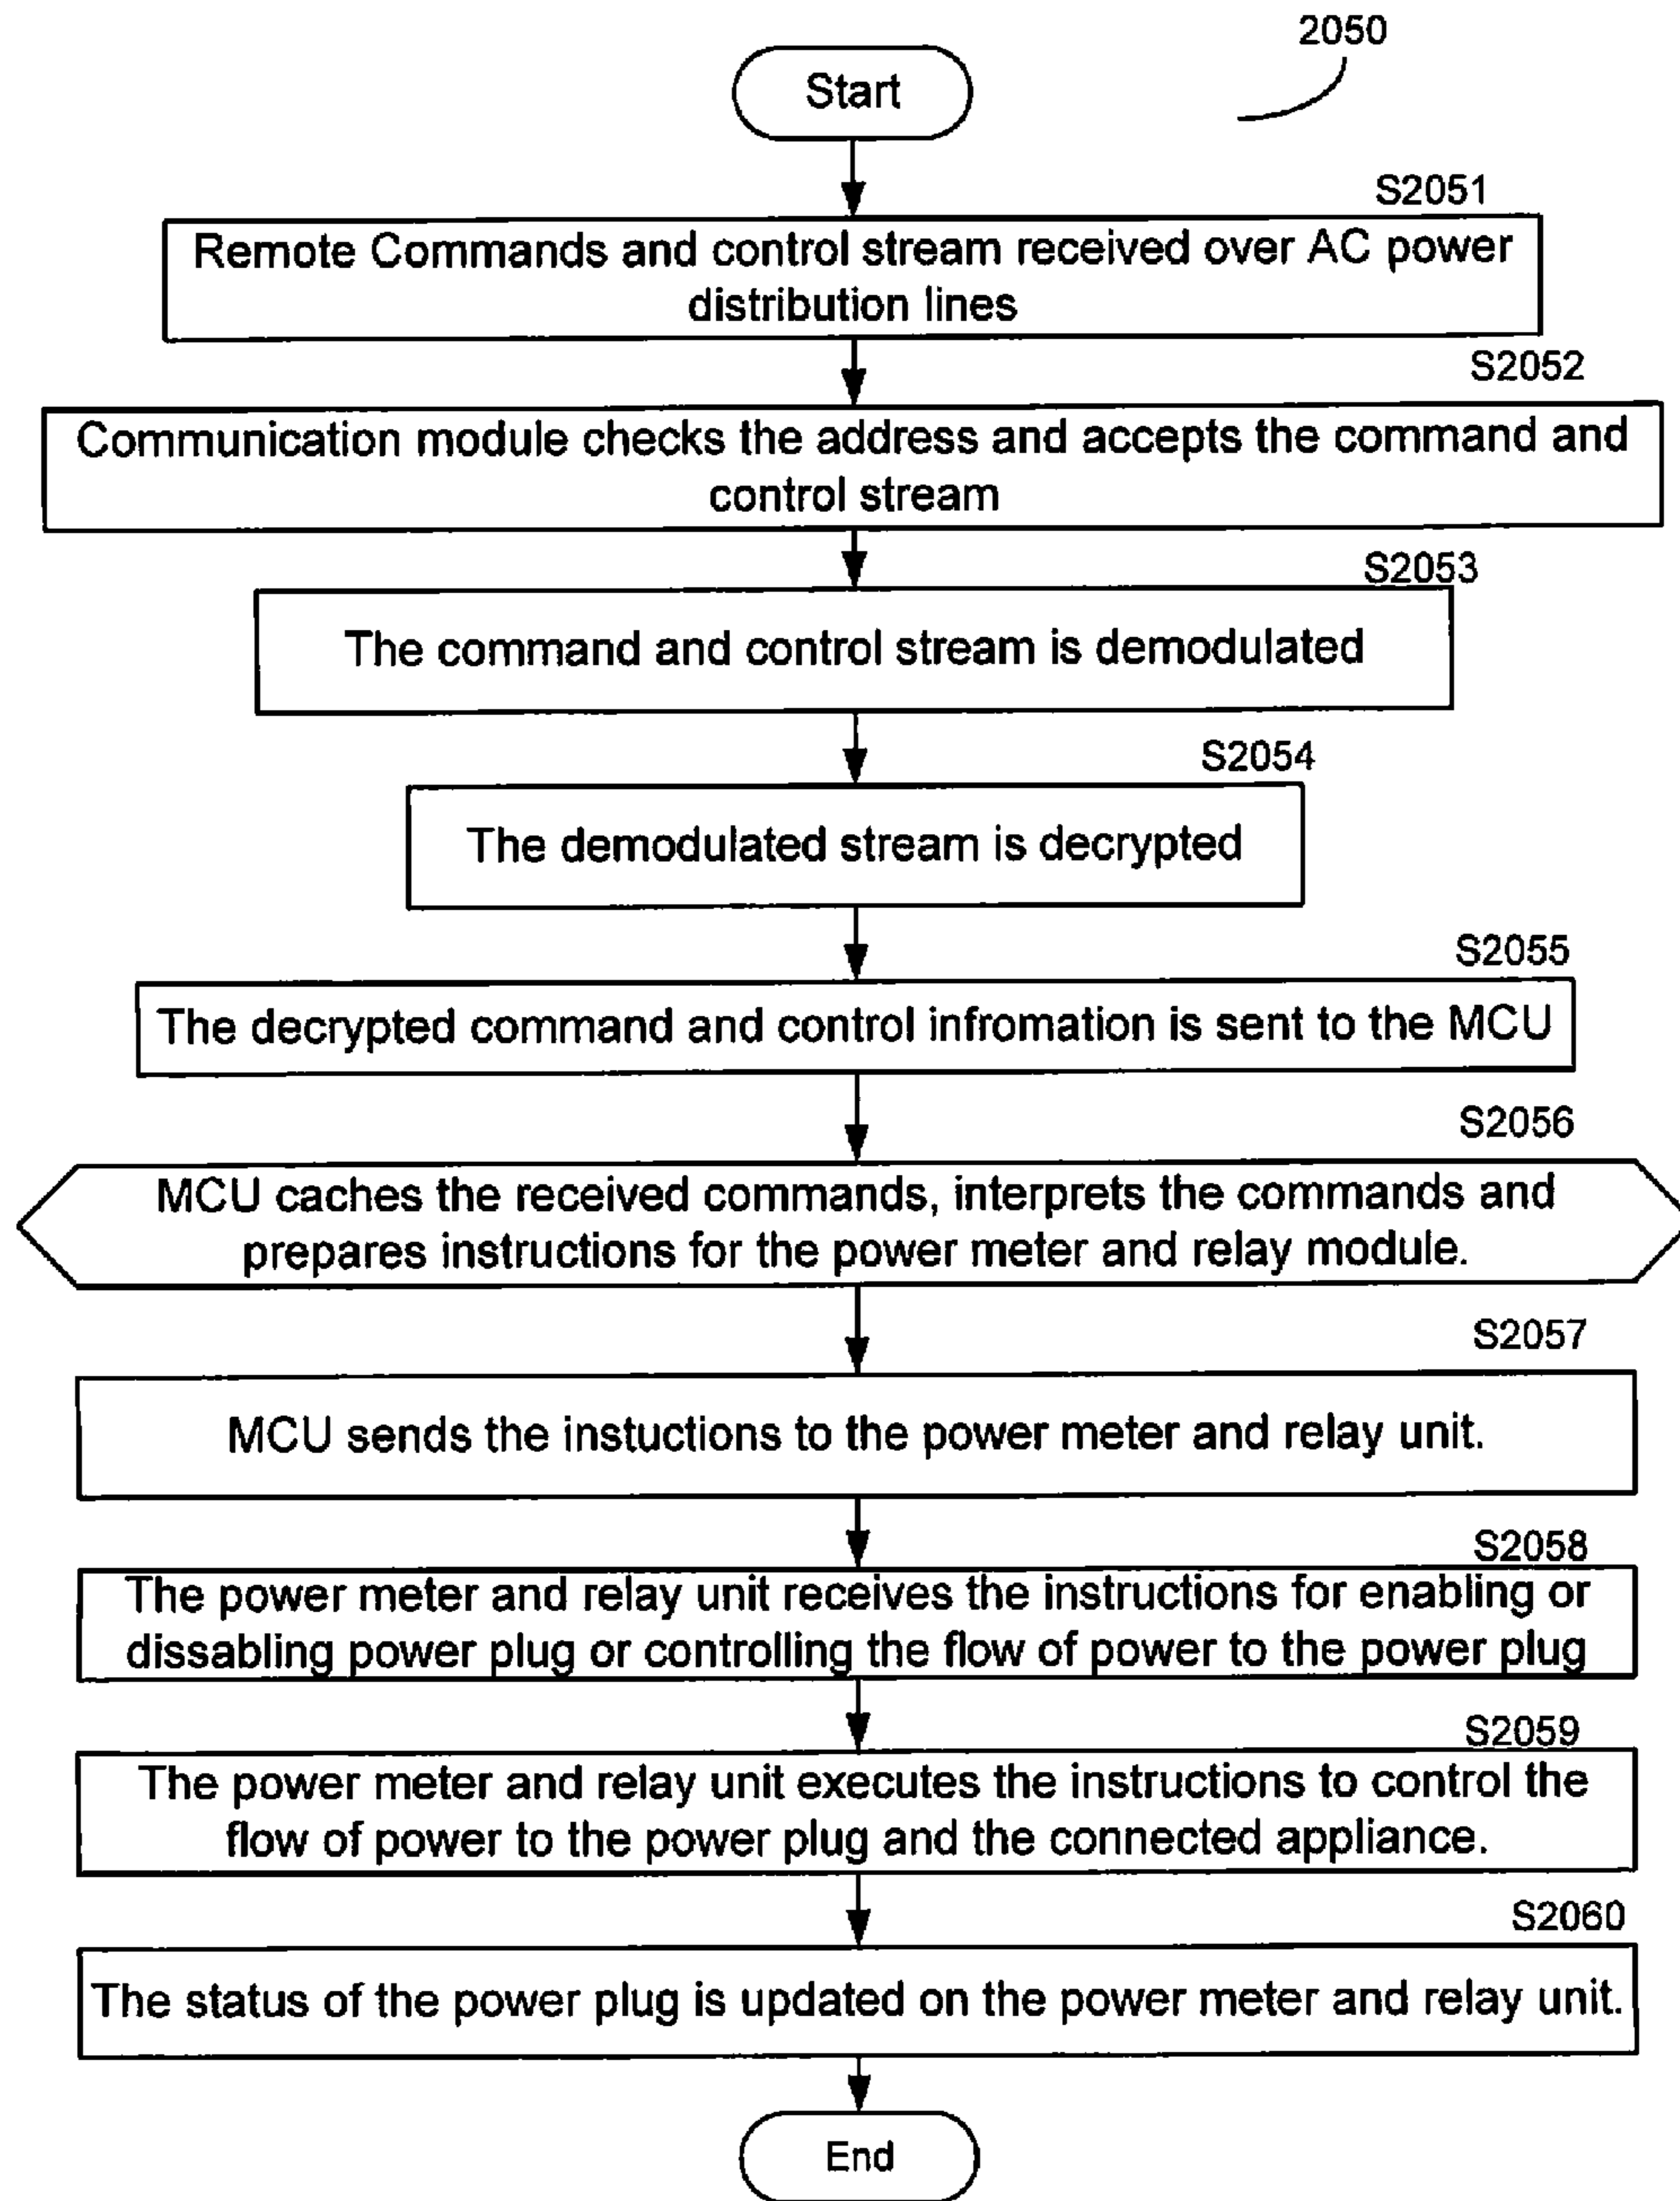 2050
Start
S2051
Remote Commands and control stream received over AC power
distribution lines
S2052
Communication module checks the address and accepts the command and
control stream
S2053
The command and control stream is demodulated
S2054
The demodulated stream is decrypted
S2055
The decrypted command and control infromation is sent to the MCU
S2056
MCU caches the received commands, interprets the commands and
prepares instructions for the power meter and relay module.
S2057
MCU sends the instuctions to the power meter and relay unit.
S2058
The power meter and relay unit receives the instructions for enabling or
dissabling power plug or controlling the flow of power to the power plug
S2059
The power meter and relay unit executes the instructions to control the
flow of power to the power plug and the connected appliance.
S2060
The status of the power plug is updated on the power meter and relay unit.
End